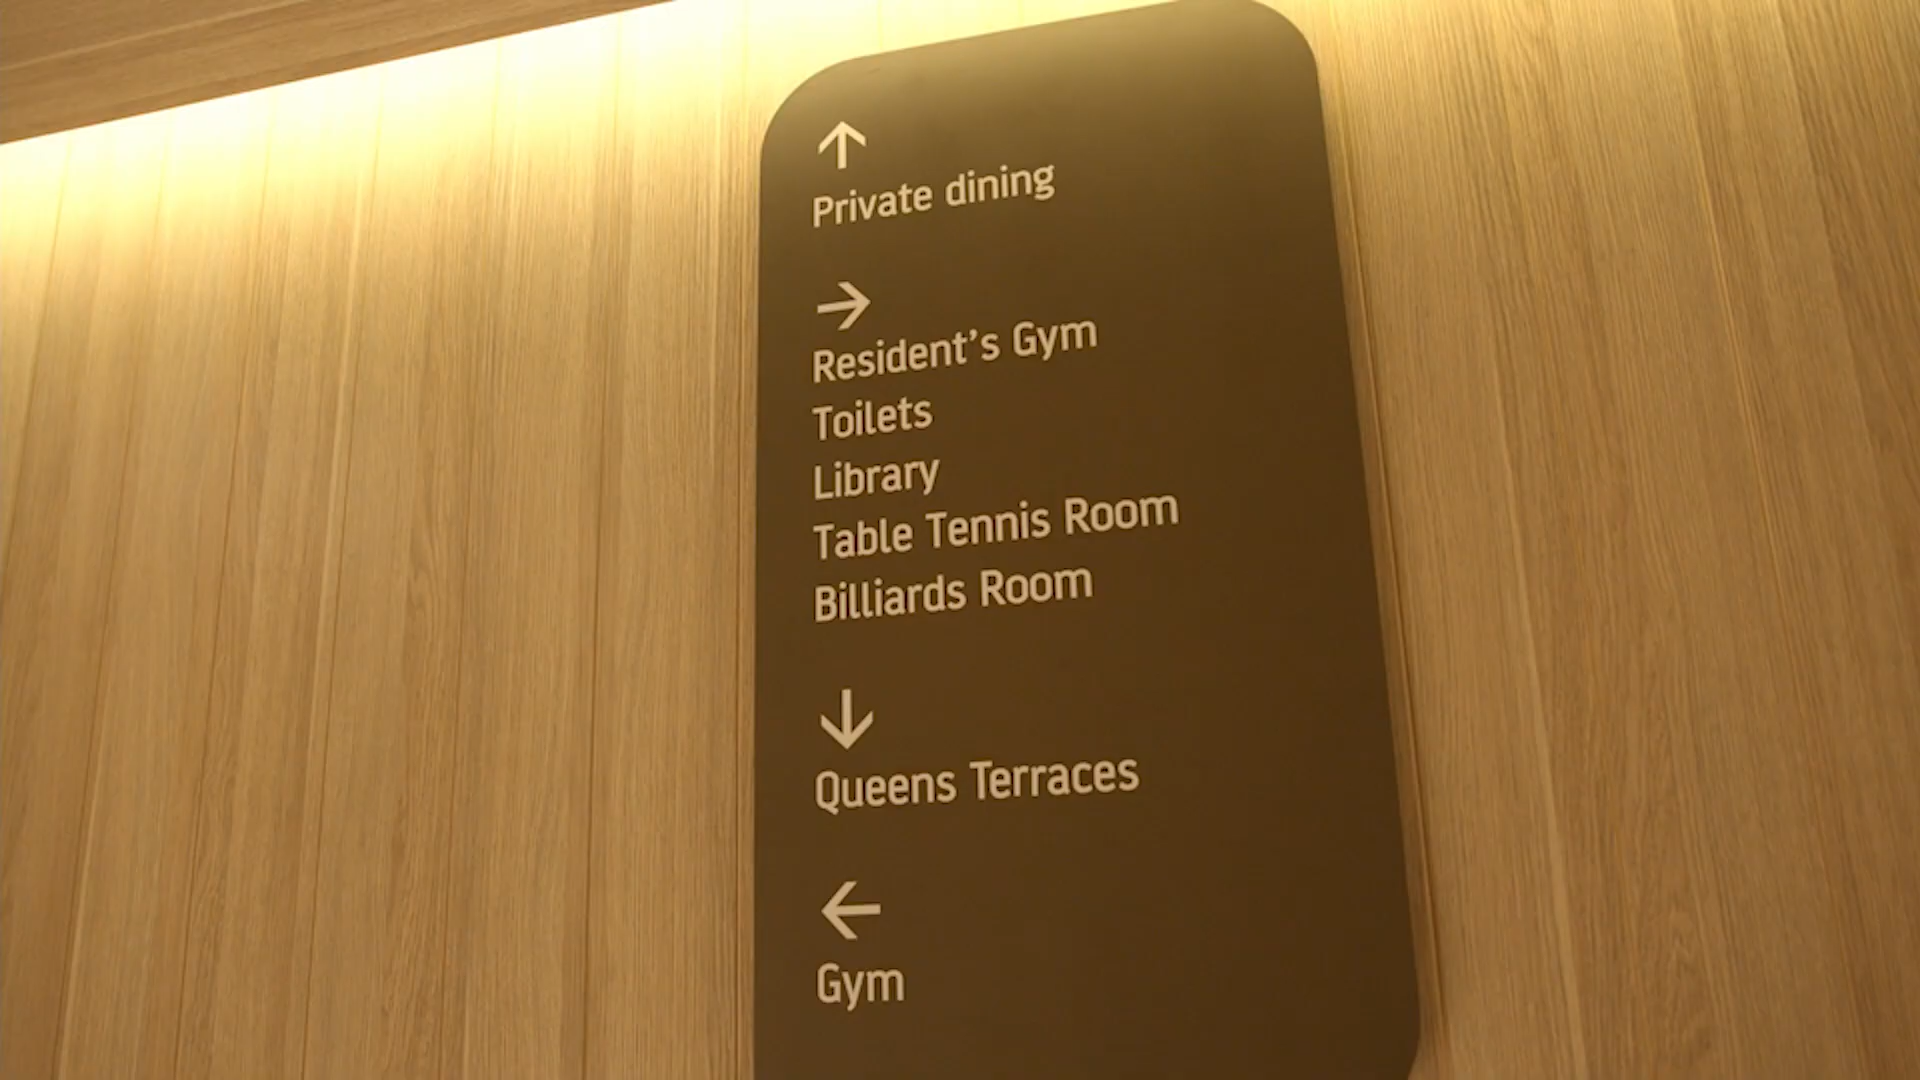 ↑
Private dining
→
Resident's Gym
Toilets
Library
Table Tennis Room
Billiards Room
↓
Queens Terraces
←
Gym